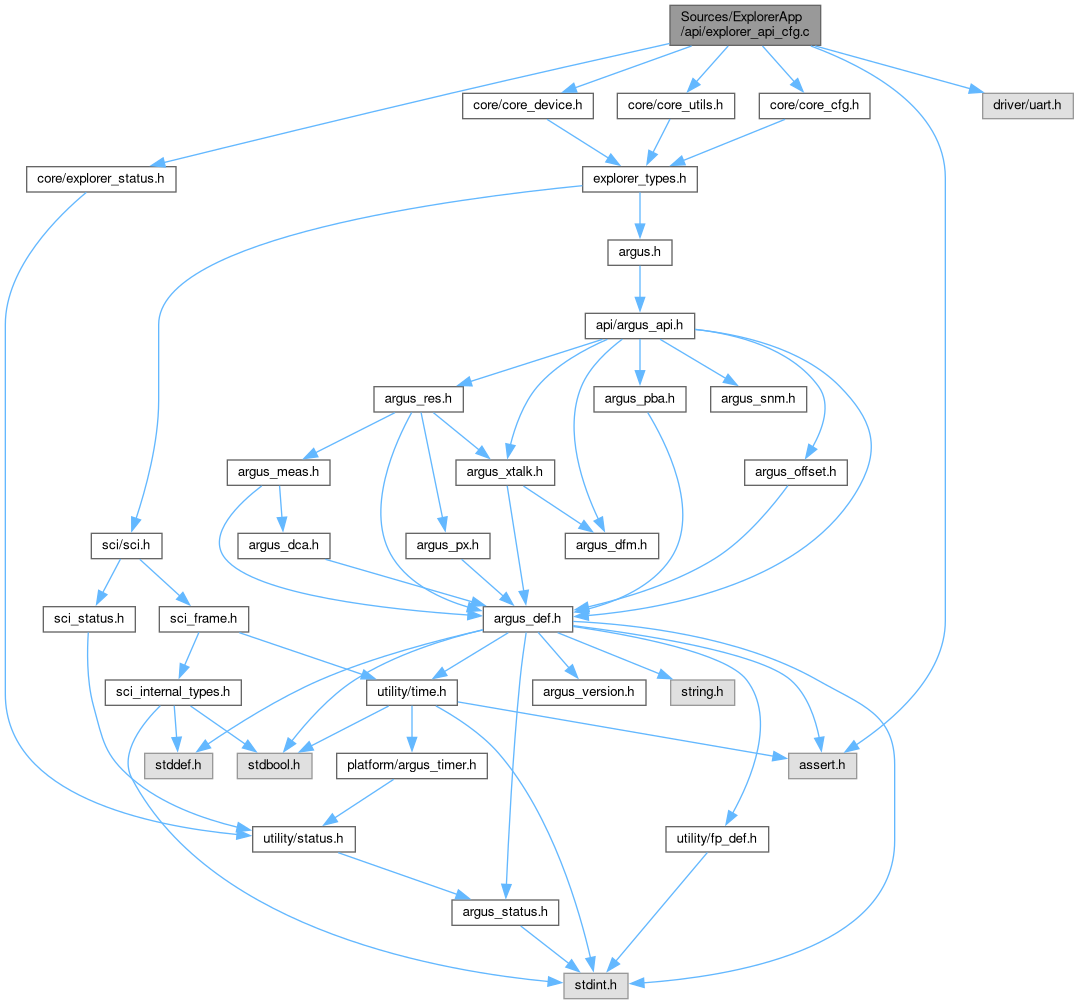 Sources/ExplorerApp
/api/explorer_api_cfg.c
core/core_device.h
core/core_utils.h
core/core_cfg.h
driver/uart.h
core/explorer_status.h
explorer_types.h
argus.h
api/argus_api.h
argus_res.h
argus_pba.h
argus_snm.h
argus_meas.h
argus_xtalk.h
argus_offset.h
sci/sci.h
argus_dca.h
argus_px.h
argus_dfm.h
sci_status.h
sci_frame.h
argus_def.h
sci_internal_types.h
utility/time.h
argus_version.h
string.h
stddef.h
stdbool.h
platform/argus_timer.h
assert.h
utility/status.h
utility/fp_def.h
argus_status.h
stdint.h